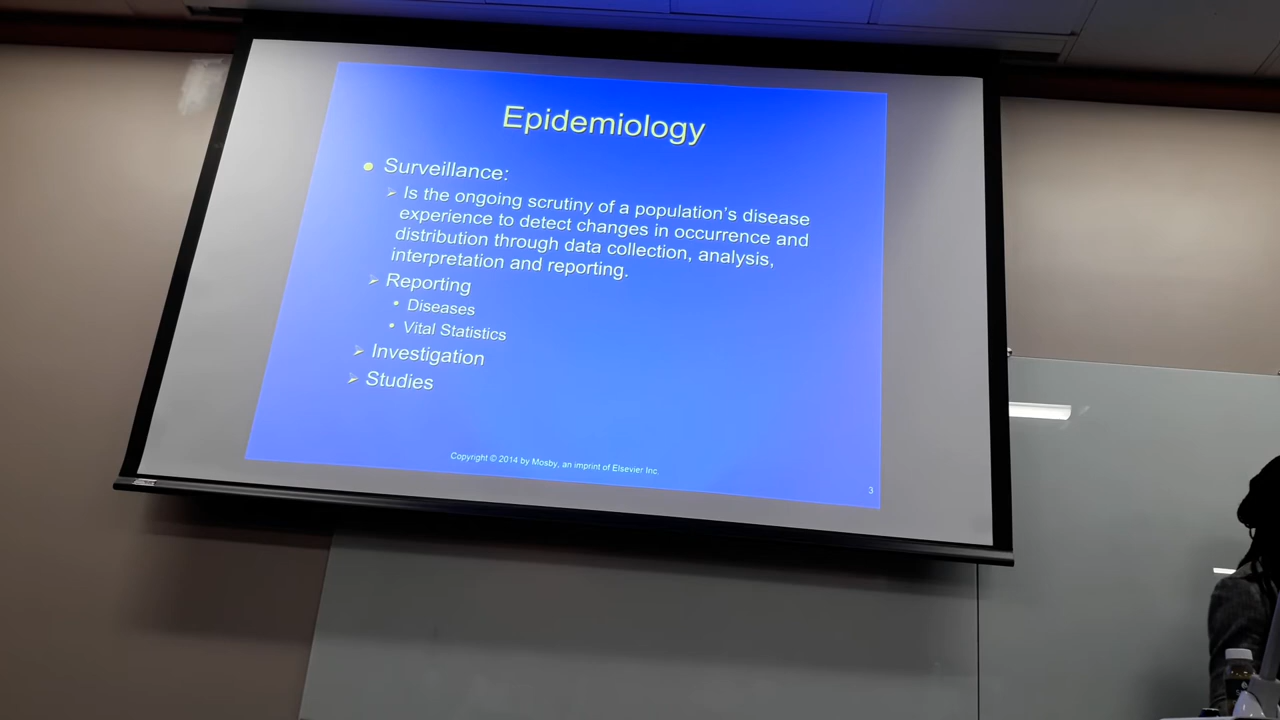 Epidemiology
Surveillance:
Is the ongoing scrutiny of a population's disease
experience to detect changes in occurrence and
distribution through data collection, analysis,
interpretation and reporting.
Reporting
Diseases
Vital Statistics
Investigation
Studies
Copyright © 2014 by Mosby, an imprint of Elsevier Inc.
3